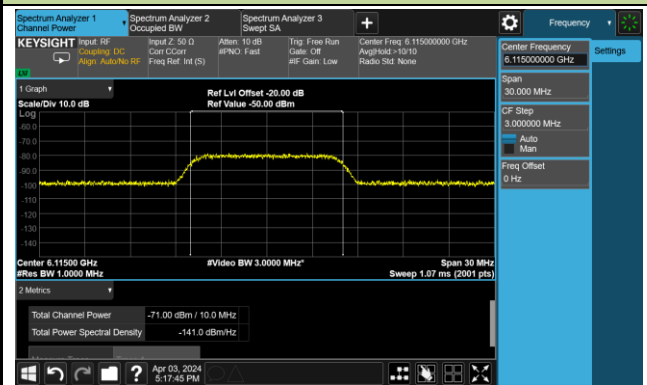 Spectrum Analyzer 1
Channel Power
Spectrum Analyzer 2
Occupied BW
Spectrum Analyzer 3
Swept SA
Frequency
KEYSIGHT
Input: RF
Coupling: DC
Align: Auto/No RF
Input Z: 50 Ω
Corr CCorr
Freq Ref: Int (S)
Atten: 10 dB
#PNO: Fast
Trig: Free Run
Gate: Off
#IF Gain: Low
Center Freq: 6.115000000 GHz
Avg|Hold:>10/10
Radio Std: None
Center Frequency
6.115000000 GHz
Settings
Span
30.000 MHz
CF Step
3.000000 MHz
Auto
Man
Freq Offset
0 Hz
1 Graph
Scale/Div 10.0 dB
Ref Lvl Offset -20.00 dB
Ref Value -50.00 dBm
Log
-60.0
-70.0
-80.0
-90.0
-100
-110
-120
-130
-140
Center 6.11500 GHz
#Res BW 1.0000 MHz
#Video BW 3.0000 MHz*
Span 30 MHz
Sweep 1.07 ms (2001 pts)
2 Metrics
Total Channel Power -71.00 dBm / 10.0 MHz
Total Power Spectral Density -141.0 dBm/Hz
?
Apr 03, 2024
5:17:45 PM